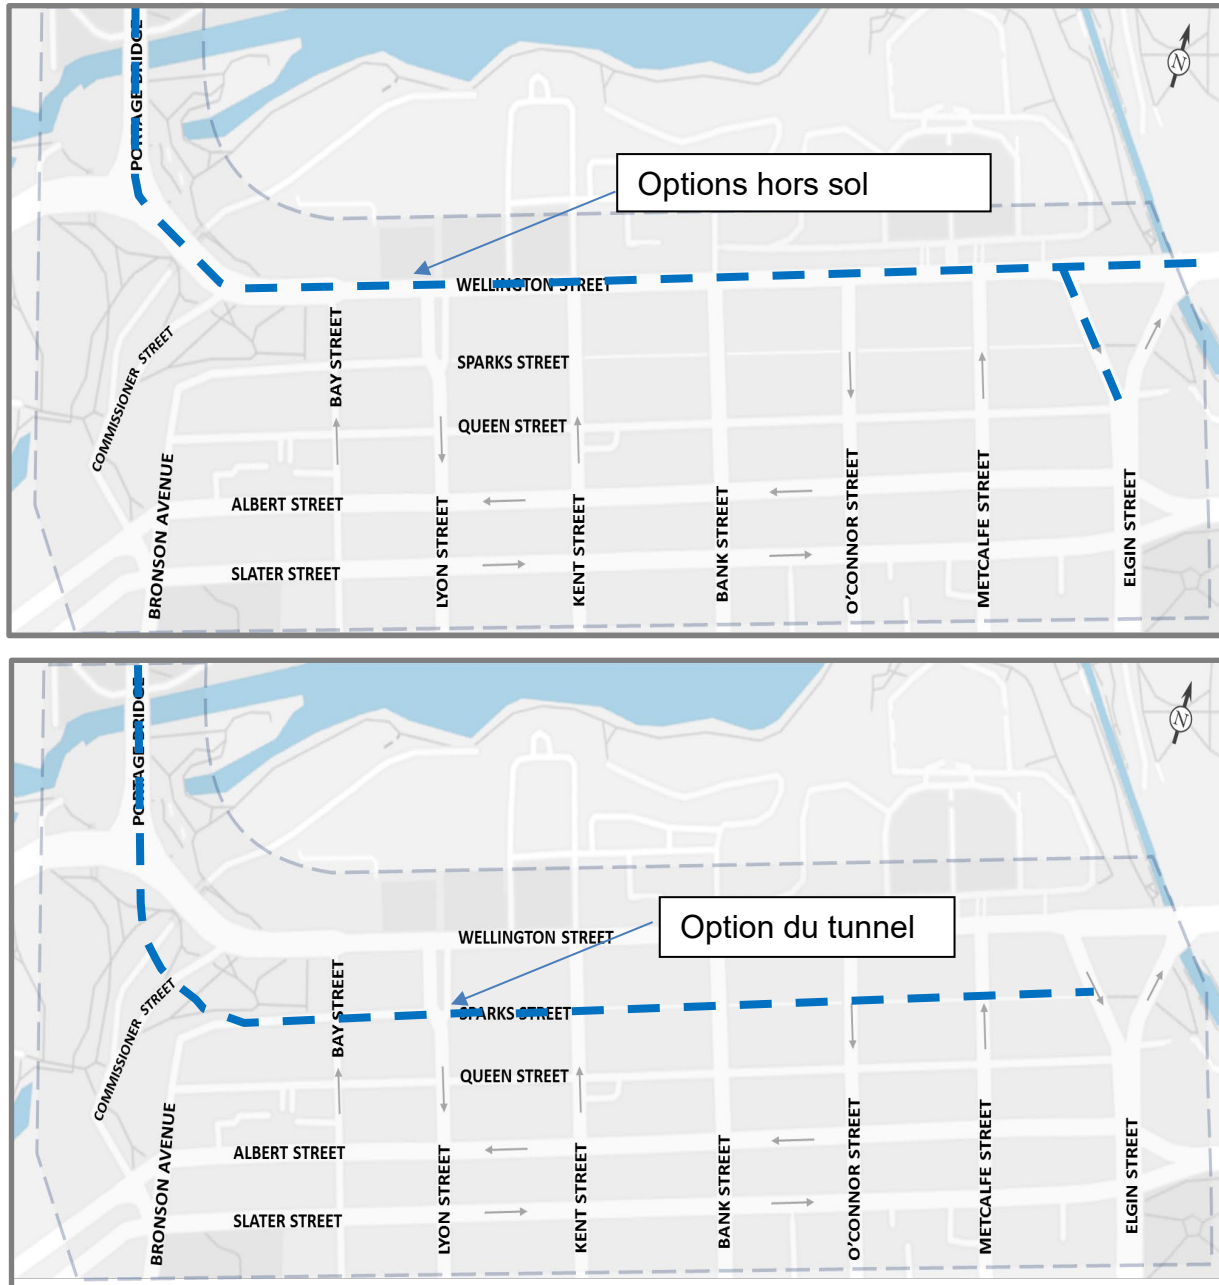 PORTAGE BRIDGE
N
Options hors sol
WELLINGTON STREET
COMMISSIONER STREET
BAY STREET
SPARKS STREET
QUEEN STREET
BRONSON AVENUE
ALBERT STREET
SLATER STREET
LYON STREET
KENT STREET
BANK STREET
O'CONNOR STREET
METCALFE STREET
ELGIN STREET
PORTAGE BRIDGE
N
Option du tunnel
WELLINGTON STREET
COMMISSIONER STREET
BAY STREET
SPARKS STREET
QUEEN STREET
BRONSON AVENUE
ALBERT STREET
SLATER STREET
LYON STREET
KENT STREET
BANK STREET
O'CONNOR STREET
METCALFE STREET
ELGIN STREET